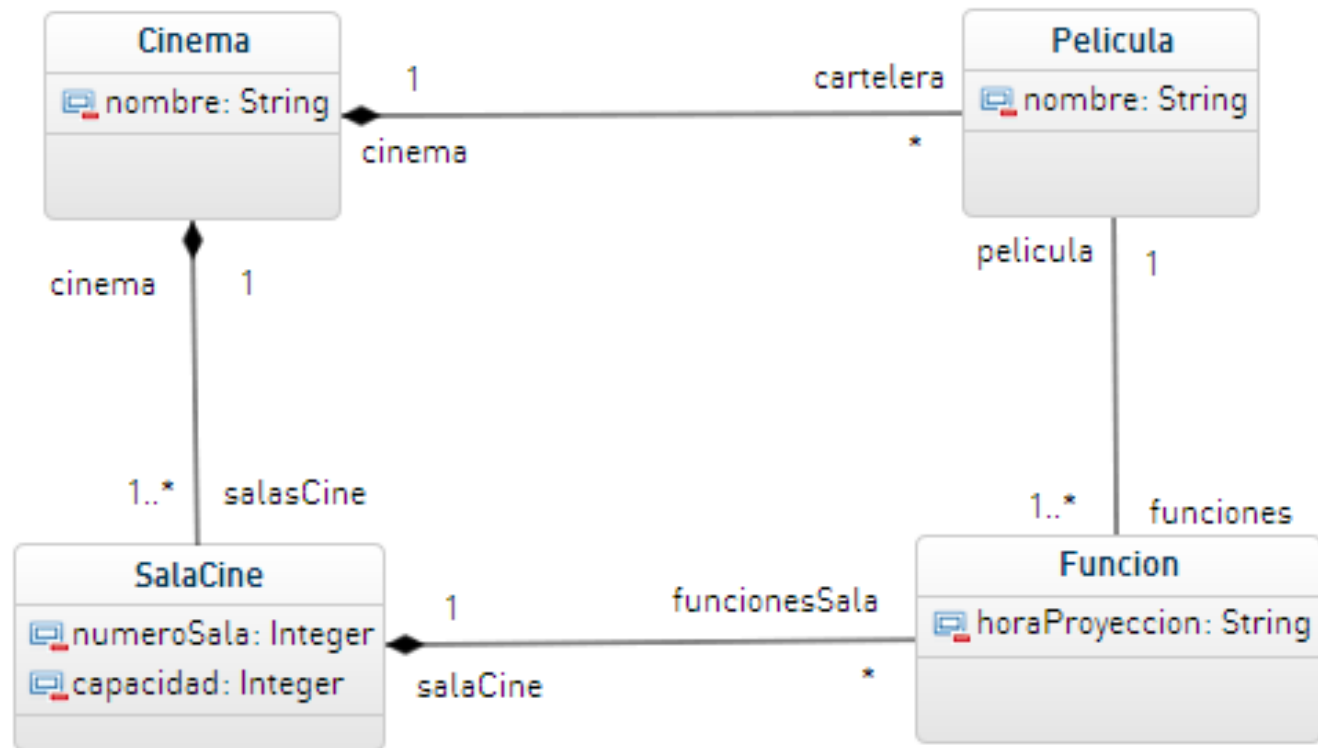 Cinema
nombre: String
1
cartelera
Pelicula
nombre: String
cinema
*
cinema
1
pelicula
1
1..*
salasCine
1..*
funciones
SalaCine
numeroSala: Integer
capacidad: Integer
1
funcionesSala
salaCine
*
Funcion
horaProyeccion: String